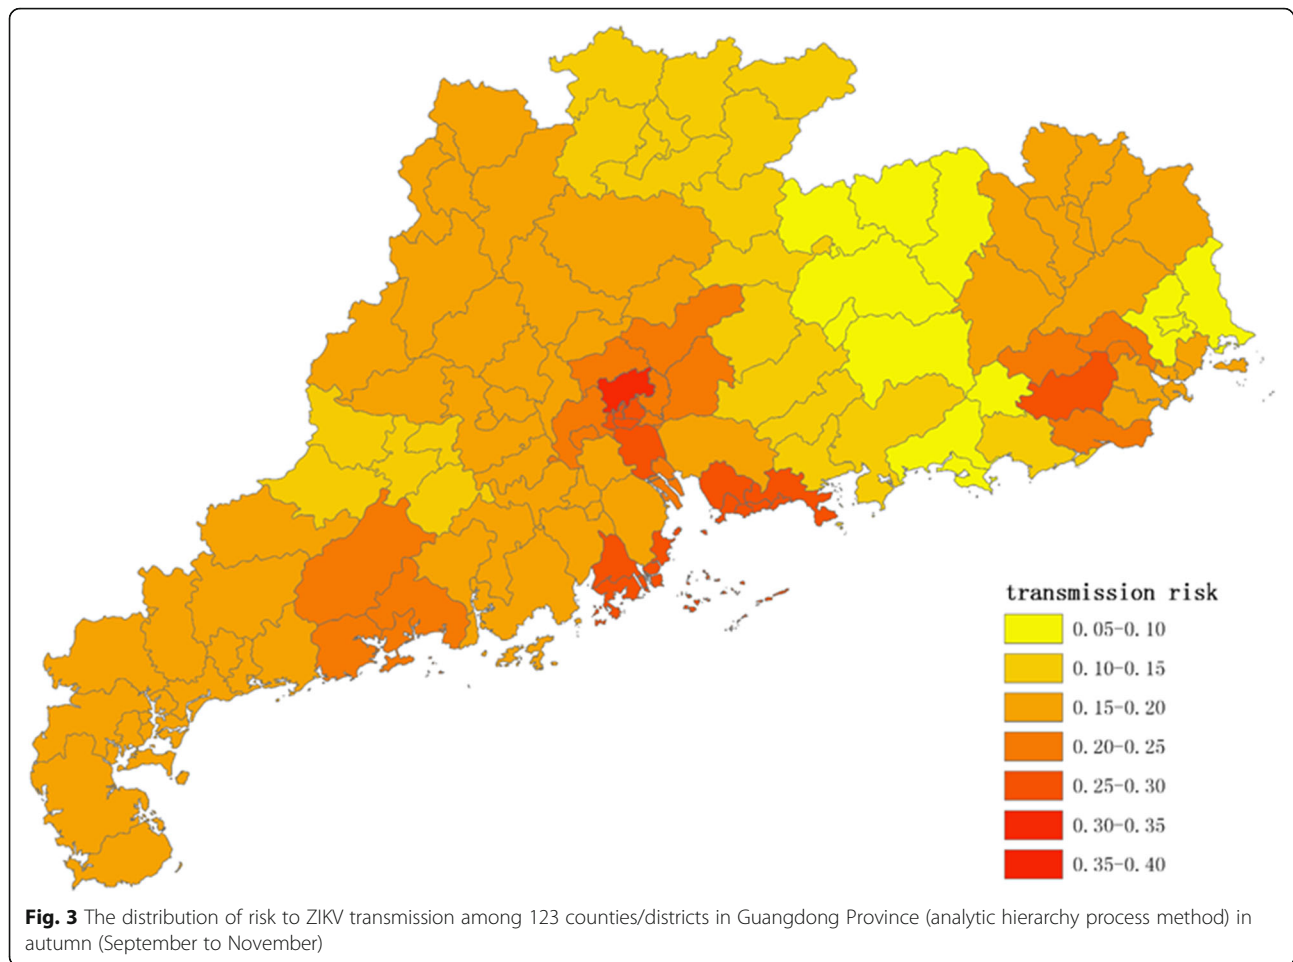 transmission risk
0.05-0.10
0.10-0.15
0.15-0.20
0.20-0.25
0.25-0.30
0.30-0.35
0.35-0.40
Fig. 3 The distribution of risk to ZIKV transmission among 123 counties/districts in Guangdong Province (analytic hierarchy process method) in
autumn (September to November)